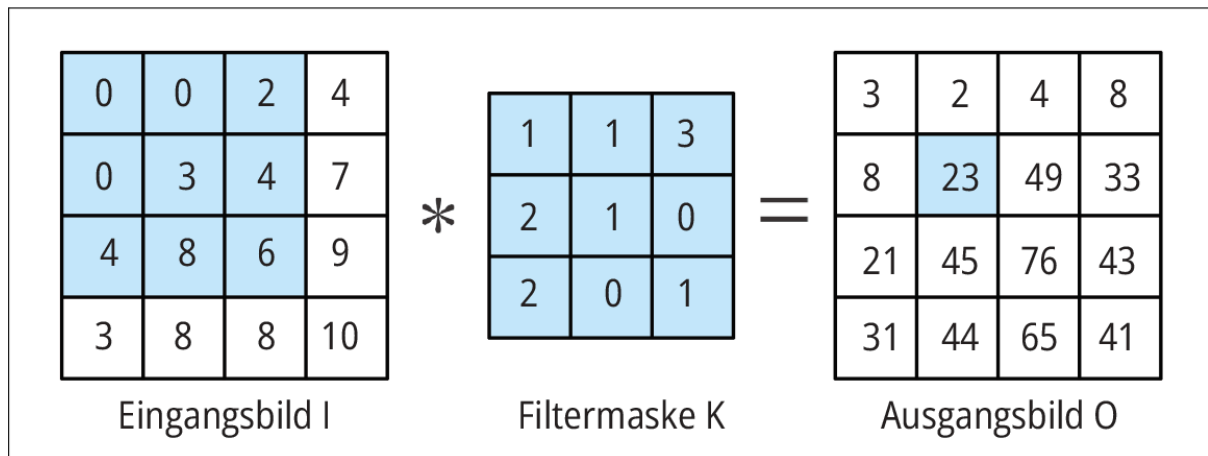 0 0 2 4
0 3 4 7
4 8 6 9
3 8 8 10
Eingangsbild I
*
1 1 3
2 1 0
2 0 1
Filtermaske K
=
3 2 4 8
8 23 49 33
21 45 76 43
31 44 65 41
Ausgangsbild O